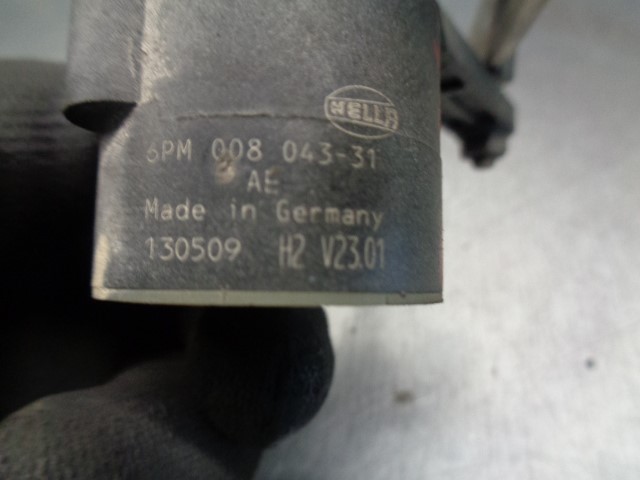 HELLA
6PM 008 043-31
AE
Made in Germany
130509 H2 V23.01